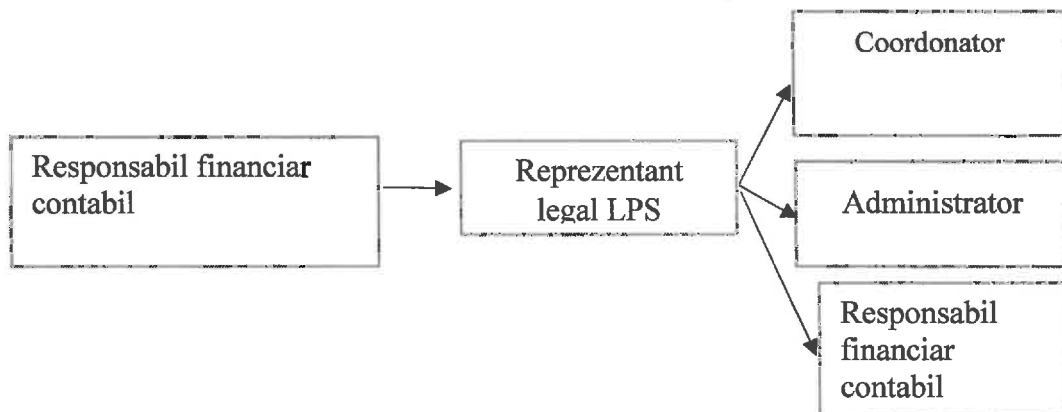 Responsabil financiar
contabil
Reprezentant
legal LPS
Coordonator
Administrator
Responsabil
financiar
contabil